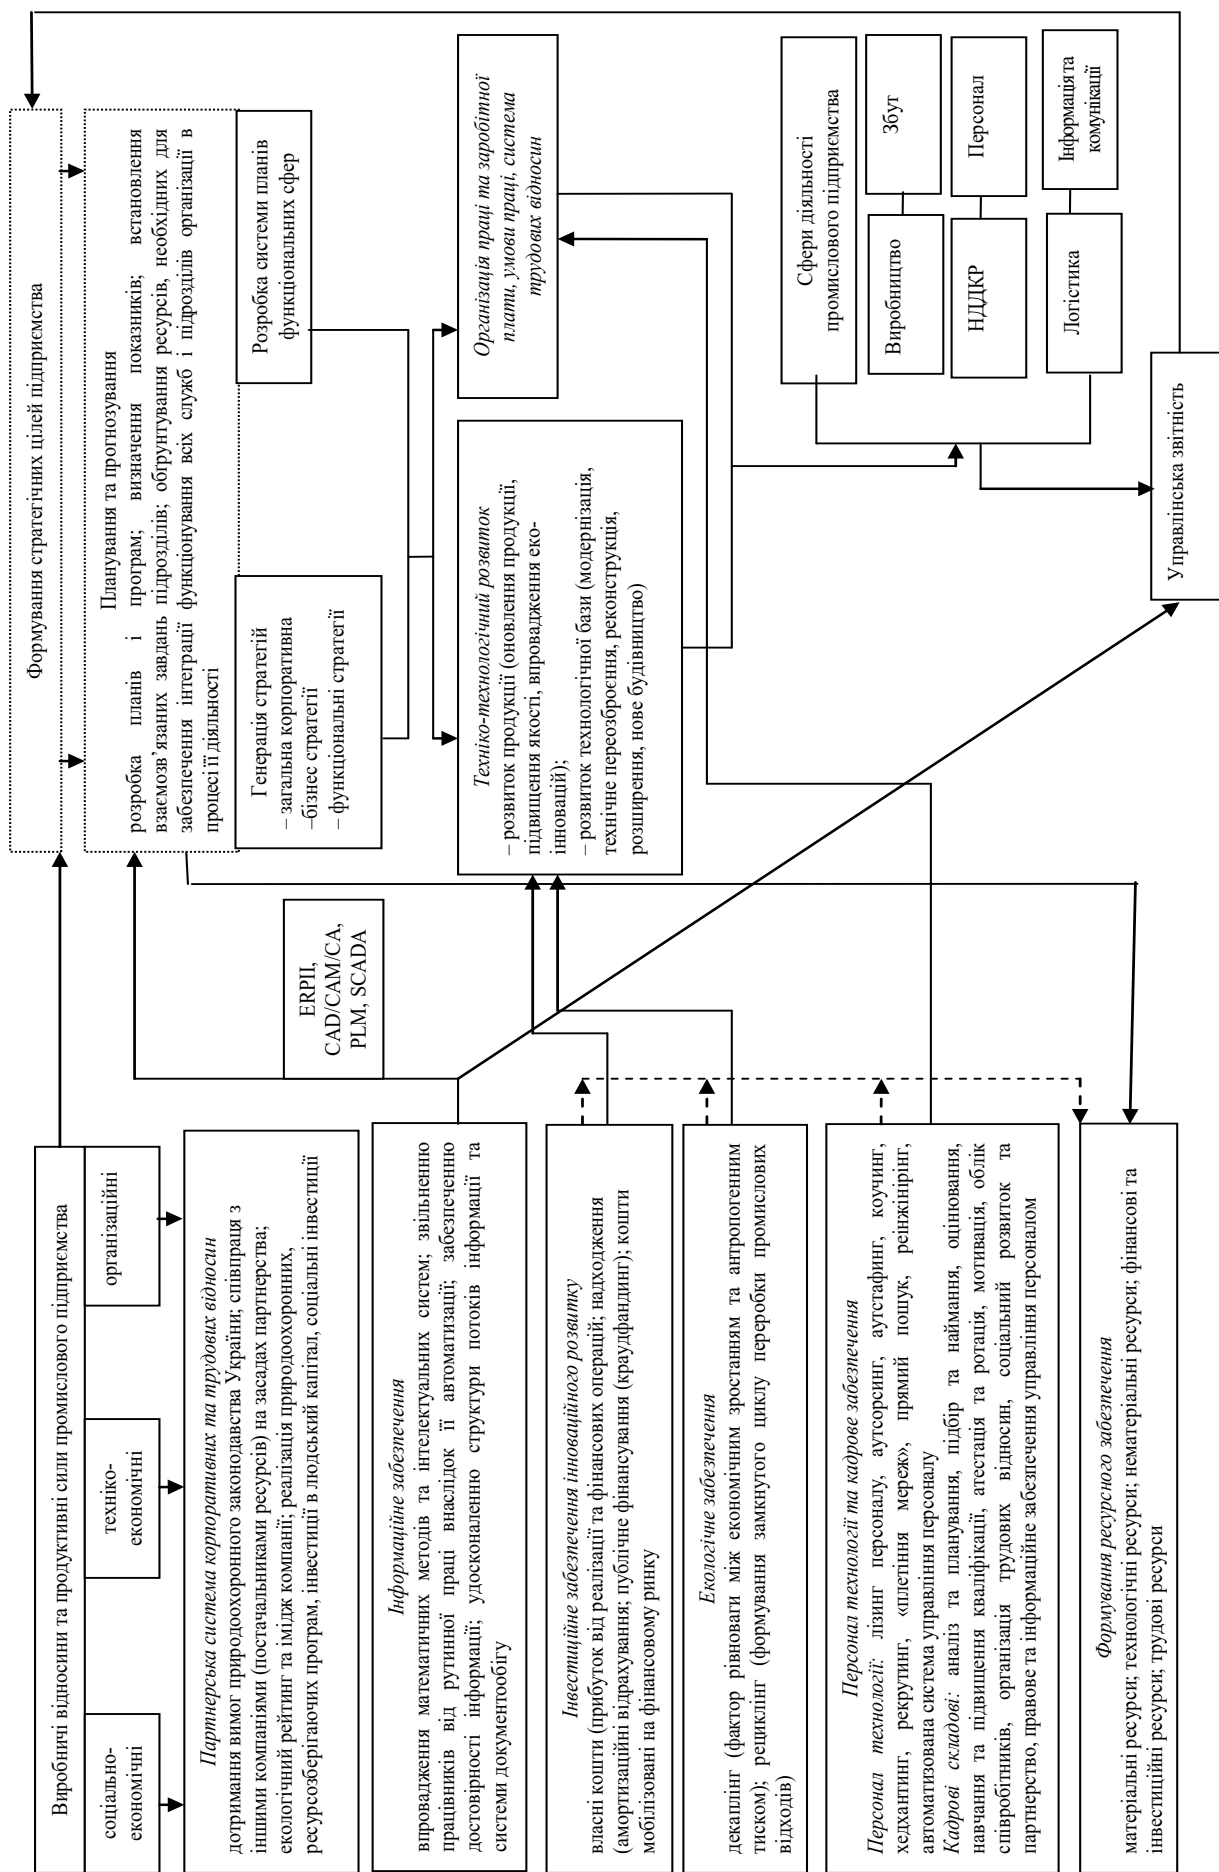 Виробничі відносини та продуктивні сили промислового підприємства
соціально-
економічні
техніко-
економічні
організаційні
Партнерська система корпоративних та трудових відносин
дотримання вимог природоохоронного законодавства України; співпраця з
іншими компаніями (постачальниками ресурсів) на засадах партнерства;
екологічний рейтинг та імідж компанії; реалізація природоохоронних,
ресурсозберігаючих програм, інвестиції в людський капітал, соціальні інвестиції
Інформаційне забезпечення
впровадження математичних методів та інтелектуальних систем; звільненню
працівників від рутинної праці внаслідок її автоматизації; забезпеченню
достовірності інформації; удосконаленню структури потоків інформації та
системи документообігу
Інвестиційне забезпечення інноваційного розвитку
власні кошти (прибуток від реалізації та фінансових операцій; надходження
(амортизаційні відрахування; публічне фінансування (краудфандинг); кошти
мобілізовані на фінансовому ринку
Екологічне забезпечення
декаплінг (фактор рівноваги між економічним зростанням та антропогенним
тиском); рециклінг (формування замкнутого циклу переробки промислових
відходів)
Персонал технології та кадрове забезпечення
Персонал технології: лізинг персоналу, аутсорсинг, аутстафинг, коучинг,
хедхантинг, рекрутинг, «плетіння мереж», прямий пошук, реінжінірінг,
автоматизована система управління персоналу
Кадрові складові: аналіз та планування, підбір та наймання, оцінювання,
навчання та підвищення кваліфікації, атестація та ротація, мотивація, облік
співробітників, організація трудових відносин, соціальний розвиток та
партнерство, правове та інформаційне забезпечення управління персоналом
Формування ресурсного забезпечення
матеріальні ресурси; технологічні ресурси; нематеріальні ресурси; фінансові та
інвестиційні ресурси; трудові ресурси
ERPII,
CAD/CAM/CA,
PLM, SCADA
Формування стратегічних цілей підприємства
Планування та прогнозування
розробка планів і програм; визначення показників; встановлення
взаємозв’язаних завдань підрозділів; обґрунтування ресурсів, необхідних для
забезпечення інтеграції функціонування всіх служб і підрозділів організації в
процесі її діяльності
Генерація стратегій
– загальна корпоративна
–бізнес стратегії
– функціональні стратегії
Розробка системи планів
функціональних сфер
Техніко-технологічний розвиток
– розвиток продукції (оновлення продукції,
підвищення якості, впровадження еко-
інновацій);
– розвиток технологічної бази (модернізація,
технічне переозброєння, реконструкція,
розширення, нове будівництво)
Організація праці та заробітної
плати, умови праці, система
трудових відносин
Сфери діяльності
промислового підприємства
Виробництво
Збут
НДДКР
Персонал
Логістика
Інформація та
комунікації
Управлінська звітність